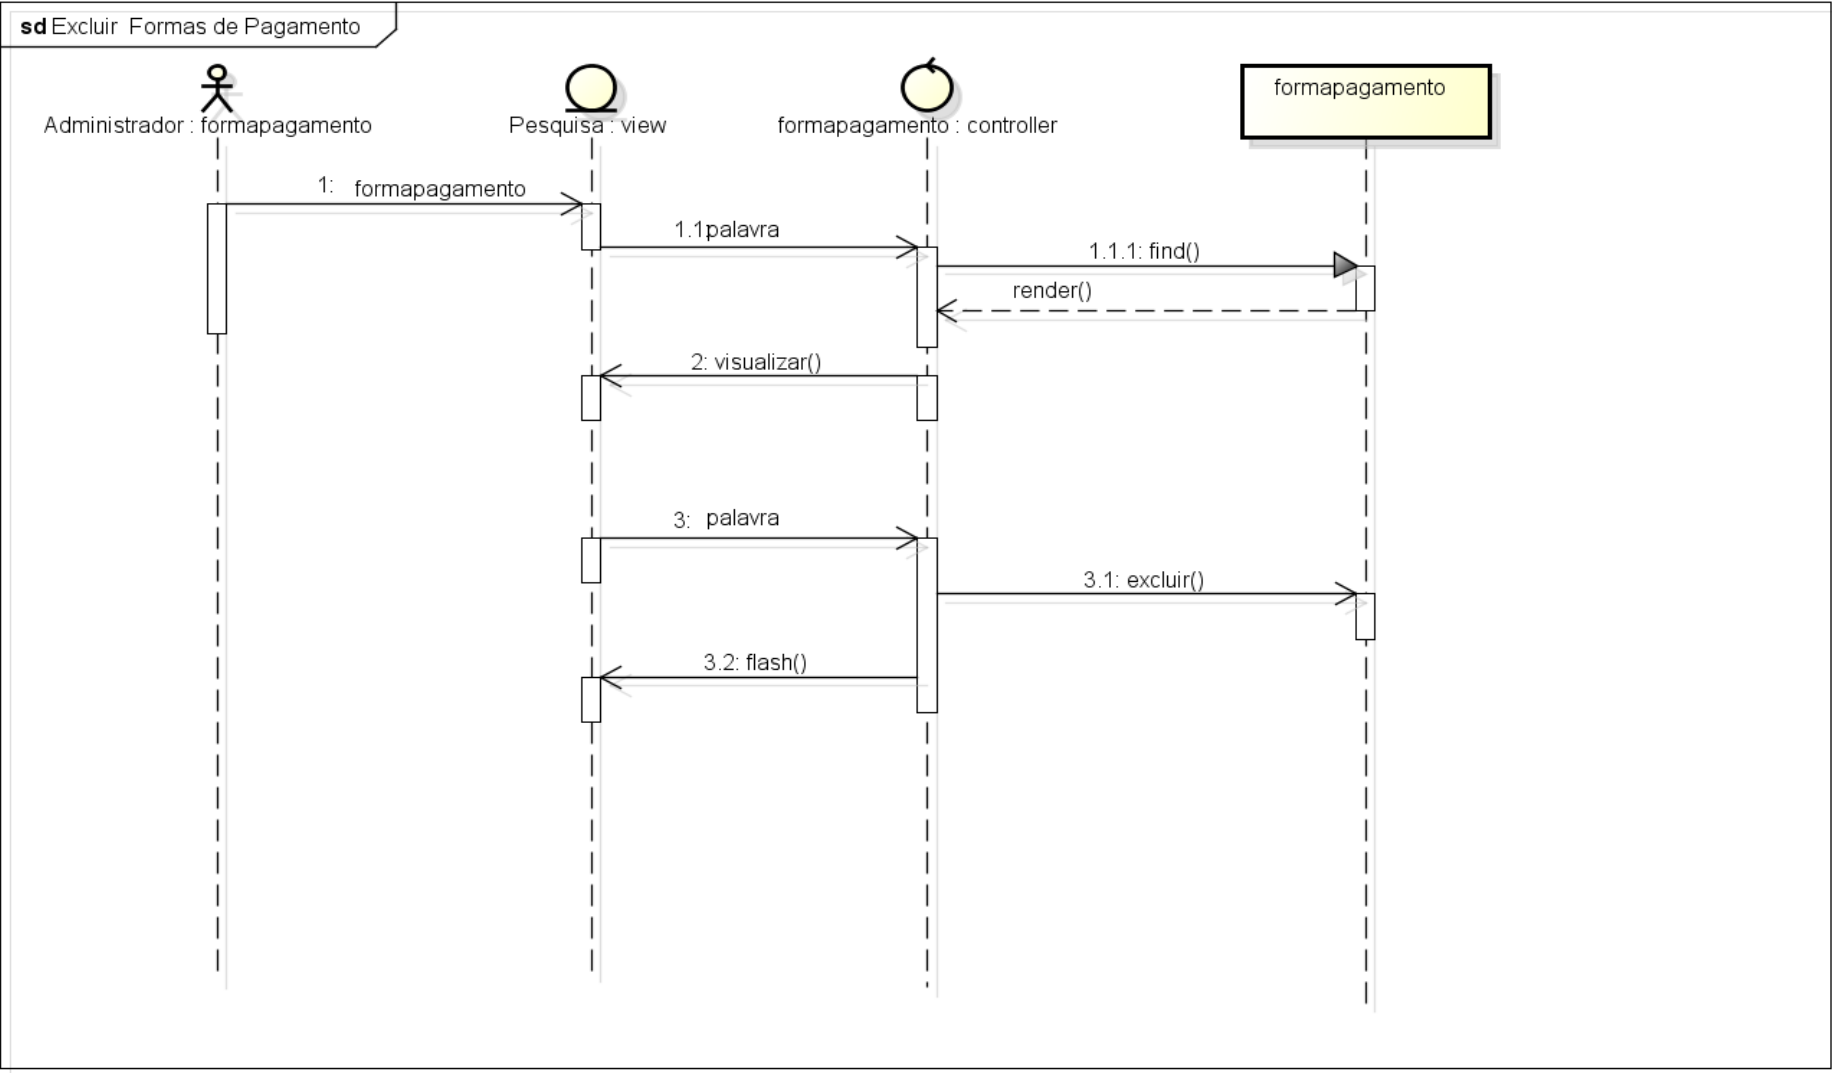 sd Excluir Formas de Pagamento
Administrador : formapagamento
Pesquisa : view
formapagamento : controller
formapagamento
1: formapagamento
1.1palavra
1.1.1: find()
render()
2: visualizar()
3: palavra
3.1: excluir()
3.2: flash()